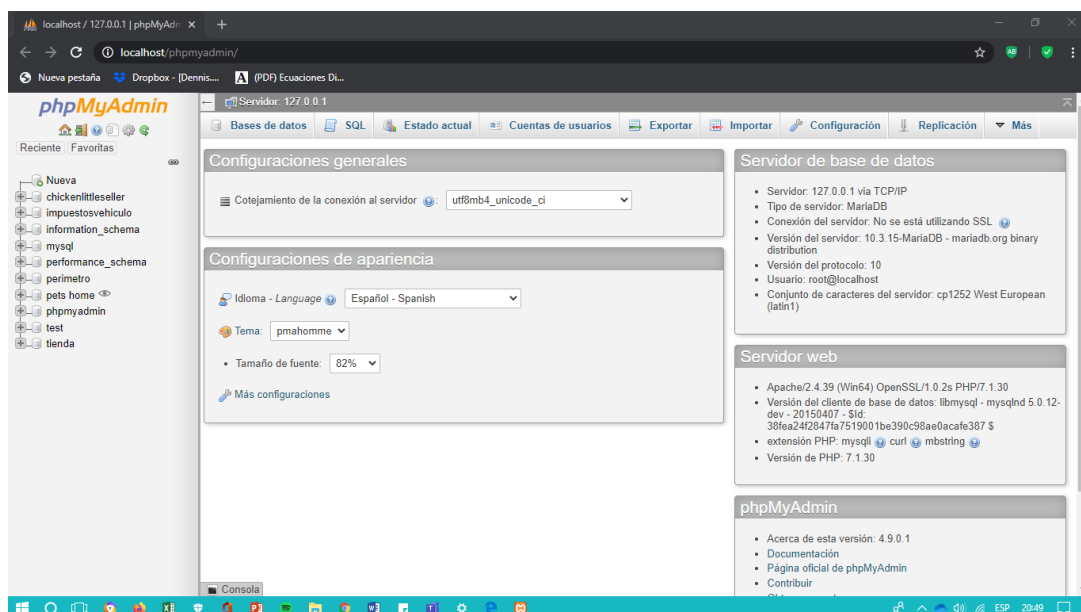 localhost / 127.0.0.1 | phpMyAdn
localhost/phpmyadmin/
Nueva pestaña
Dropbox - (Dennis....
(PDF) Ecuaciones Di...
phpMyAdmin
Reciente Favoritas
Nueva
chickenlittleseller
impuestosvehiculo
information_schema
mysql
performance_schema
perimetro
pets home
phpmyadmin
test
tienda
Servidor: 127.0.0.1
Bases de datos SQL Estado actual Cuentas de usuarios Exportar Importar Configuración Replicación Más
Configuraciones generales
Cotejamiento de la conexión al servidor : utf8mb4_unicode_ci
Configuraciones de apariencia
Idioma - Language Español - Spanish
Tema: pmahomme
• Tamaño de fuente: 82%
Más configuraciones
Servidor de base de datos
• Servidor: 127.0.0.1 via TCP/IP
• Tipo de servidor: MariaDB
• Conexión del servidor: No se está utilizando SSL
• Versión del servidor: 10.3.15-MariaDB - mariadb.org binary
distribution
• Versión del protocolo: 10
• Usuario: root@localhost
• Conjunto de caracteres del servidor: cp1252 West European
(latin1)
Servidor web
• Apache/2.4.39 (Win64) OpenSSL/1.0.2s PHP/7.1.30
• Versión del cliente de base de datos: libmysql - mysqlnd 5.0.12-
dev - 20150407 - $Id:
38fea24f2847fa7519001be390c98ae0acafe387 $
• extensión PHP: mysqli curl mbstring
• Versión de PHP: 7.1.30
phpMyAdmin
• Acerca de esta versión: 4.9.0.1
• Documentación
• Página oficial de phpMyAdmin
• Contribuir
Consola
ESP 20:49